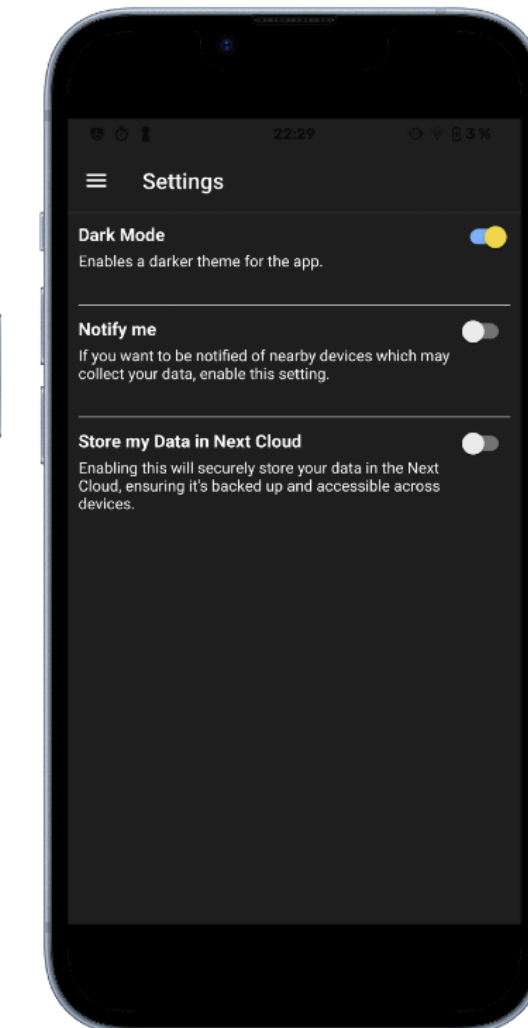 22:29
3%
Settings
Dark Mode
Enables a darker theme for the app.
Notify me
If you want to be notified of nearby devices which may
collect your data, enable this setting.
Store my Data in Next Cloud
Enabling this will securely store your data in the Next
Cloud, ensuring it's backed up and accessible across
devices.